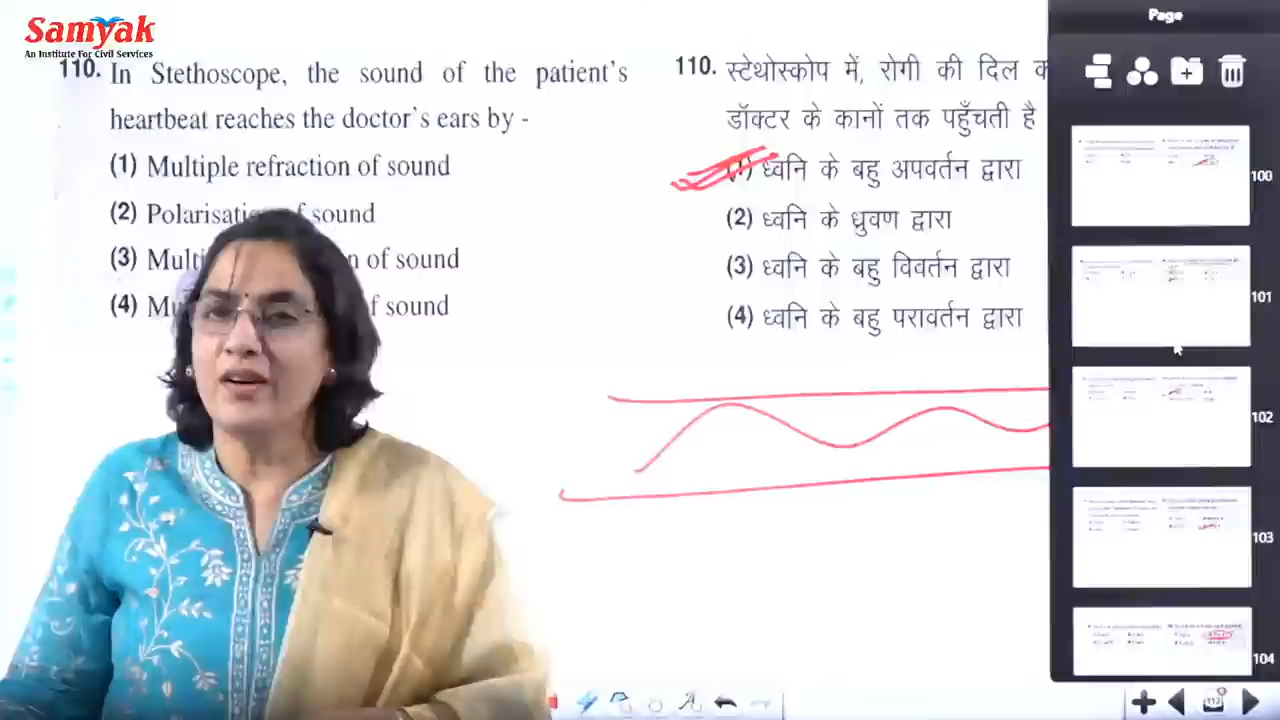 Samyak
An Institute For Civil Services
110. In Stethoscope, the sound of the patient's
heartbeat reaches the doctor's ears by -
(1) Multiple refraction of sound
(2) Polarisati of sound
(3) Multi n of sound
(4) Mu f sound
110. स्टेथोस्कोप में, रोगी की दिल
डॉक्टर के कानों तक पहुँचती है
(1) ध्वनि के बहु अपवर्तन द्वारा
(2) ध्वनि के ध्रुवण द्वारा
(3) ध्वनि के बहु विवर्तन द्वारा
(4) ध्वनि के बहु परावर्तन द्वारा
Page
100
101
102
103
104
112